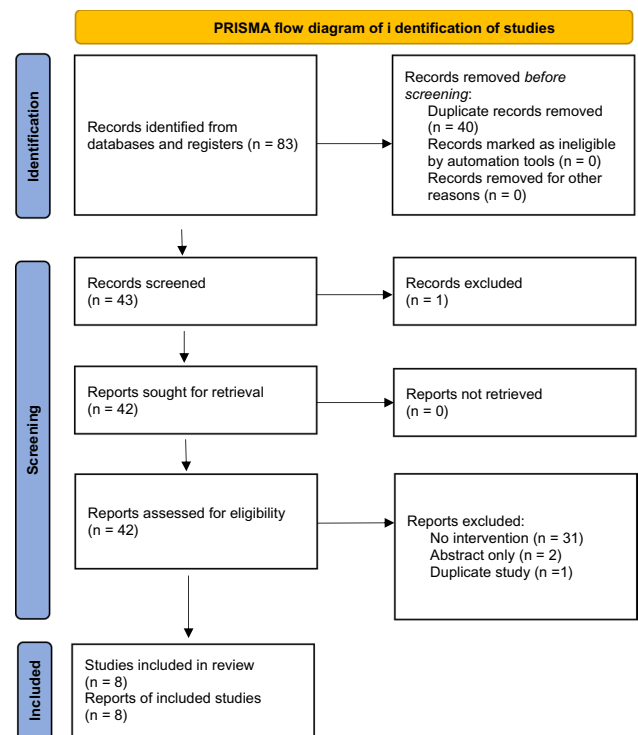 PRISMA flow diagram of i dentification of studies
Identification
Records identified from
databases and registers (n = 83)
Records removed before
screening:
Duplicate records removed
(n = 40)
Records marked as ineligible
by automation tools (n = 0)
Records removed for other
reasons (n = 0)
Screening
Records screened
(n = 43)
Records excluded
(n = 1)
Reports sought for retrieval
(n = 42)
Reports not retrieved
(n = 0)
Reports assessed for eligibility
(n = 42)
Reports excluded:
No intervention (n = 31)
Abstract only (n = 2)
Duplicate study (n =1)
Included
Studies included in review
(n = 8)
Reports of included studies
(n = 8)